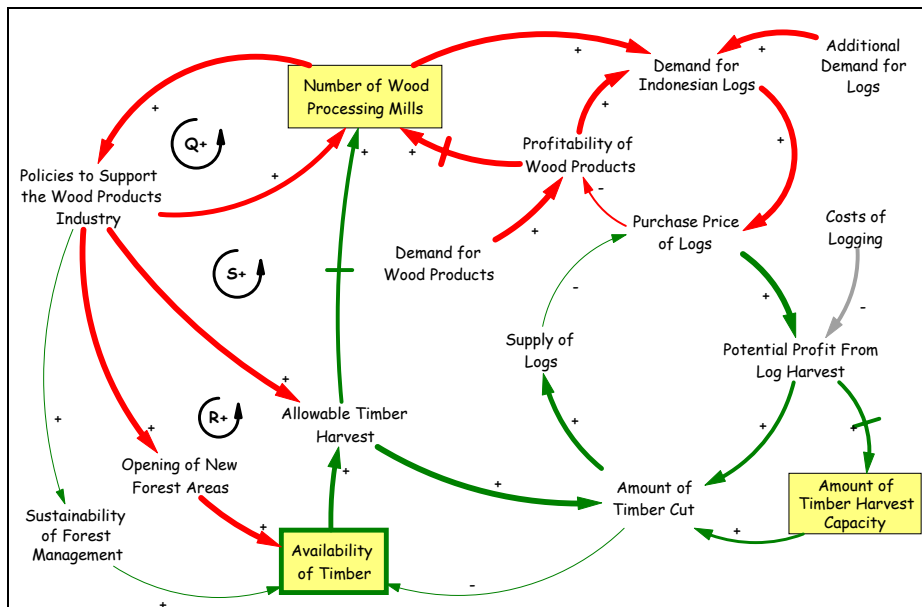 +
+
Additional
Demand for
Logs
Demand for
Indonesian Logs
Number of Wood
Processing Mills
+
+
Q+
+
+
Profitability of
Wood Products
+
Policies to Support
the Wood Products
Industry
+
-
Purchase Price
of Logs
Costs of
Logging
Demand for
Wood Products
+
S+
-
+
-
Supply of
Logs
Potential Profit From
Log Harvest
+
R+
Allowable Timber
Harvest
+
+
+
+
+
Opening of New
Forest Areas
+
+
Amount of
Timber Cut
Amount of
Timber Harvest
Capacity
Sustainability
of Forest
Management
+
+
Availability
of Timber
-
+